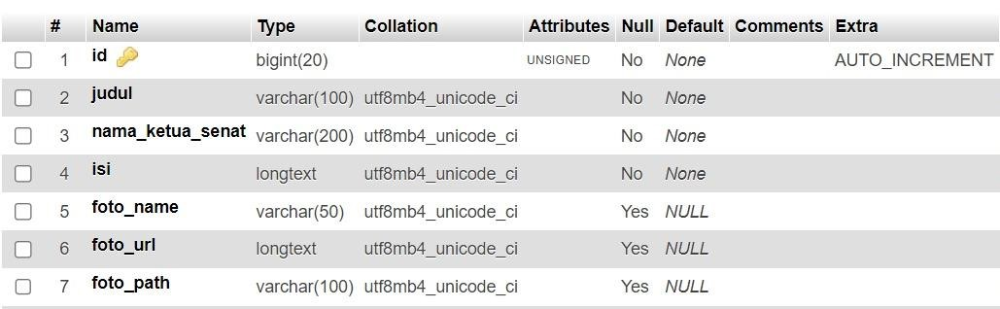 # Name Type Collation Attributes Null Default Comments Extra
1 id bigint(20) UNSIGNED No None AUTO_INCREMENT
2 judul varchar(100) utf8mb4_unicode_ci No None
3 nama_ketua_senat varchar(200) utf8mb4_unicode_ci No None
4 isi longtext utf8mb4_unicode_ci No None
5 foto_name varchar(50) utf8mb4_unicode_ci Yes NULL
6 foto_url longtext utf8mb4_unicode_ci Yes NULL
7 foto_path varchar(100) utf8mb4_unicode_ci Yes NULL